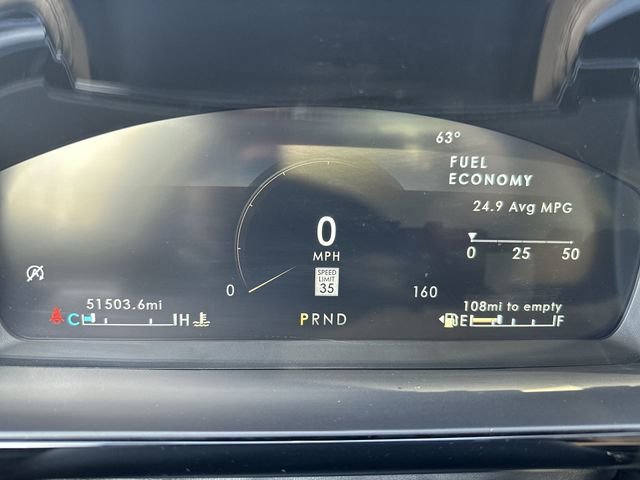 63°
FUEL
ECONOMY
24.9 Avg MPG
0 25 50
0
MPH
SPEED
LIMIT
35
0 160
A
51503.6mi
108mi to empty
C H
PRND
E F